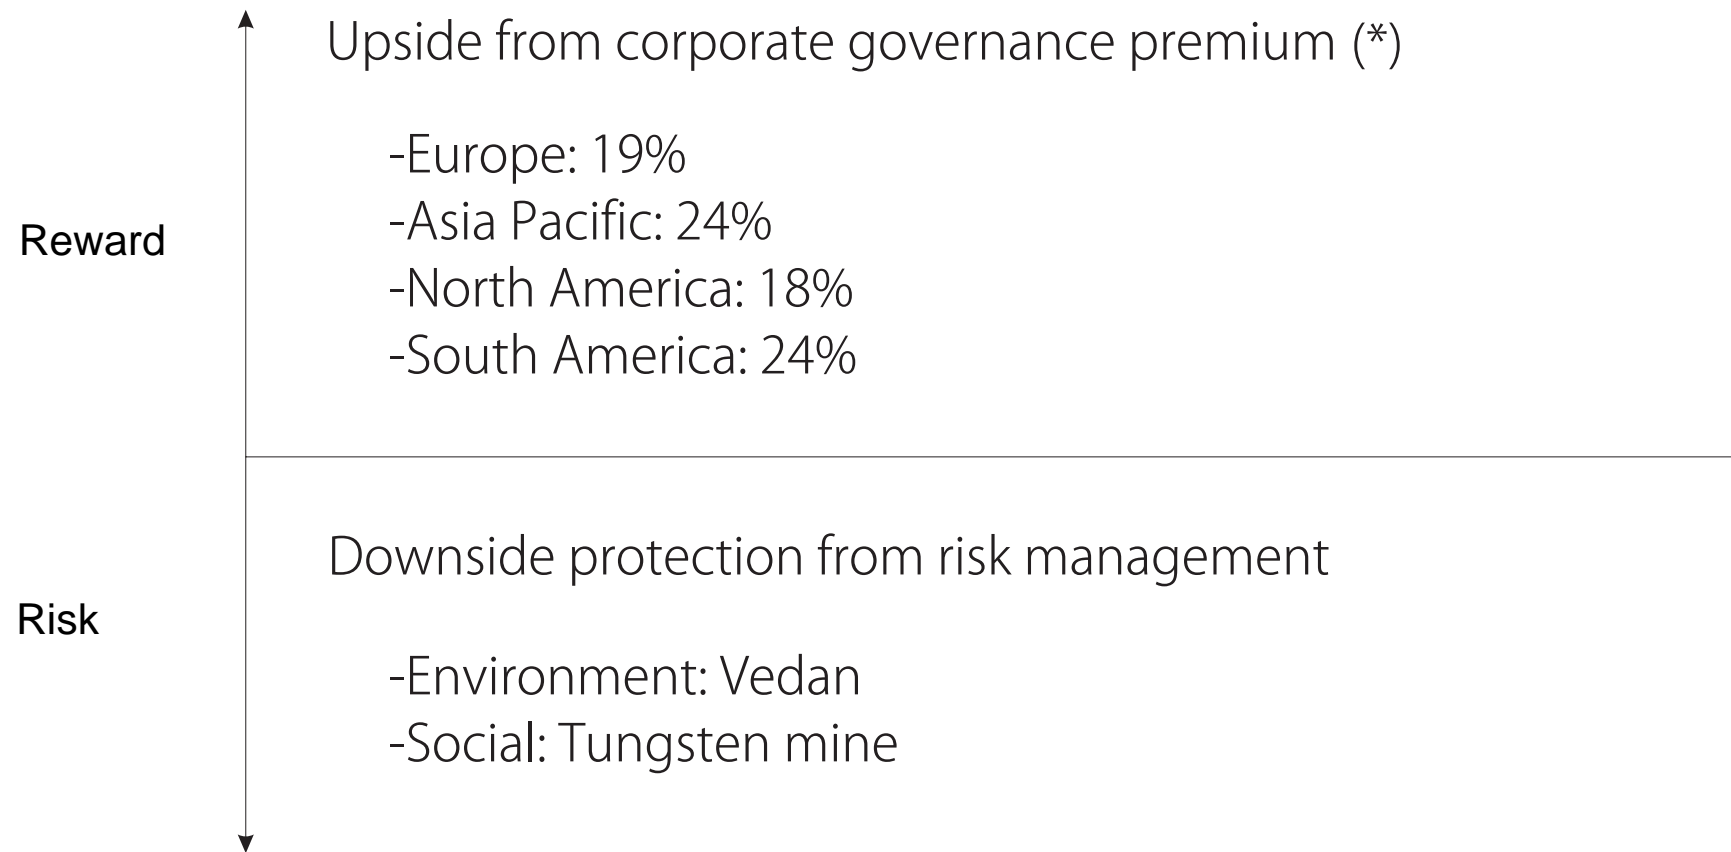 Upside from corporate governance premium (*)
-Europe: 19%
-Asia Pacific: 24%
Reward
-North America: 18%
-South America: 24%
Downside protection from risk management
Risk
-Environment: Vedan
-Social: Tungsten mine